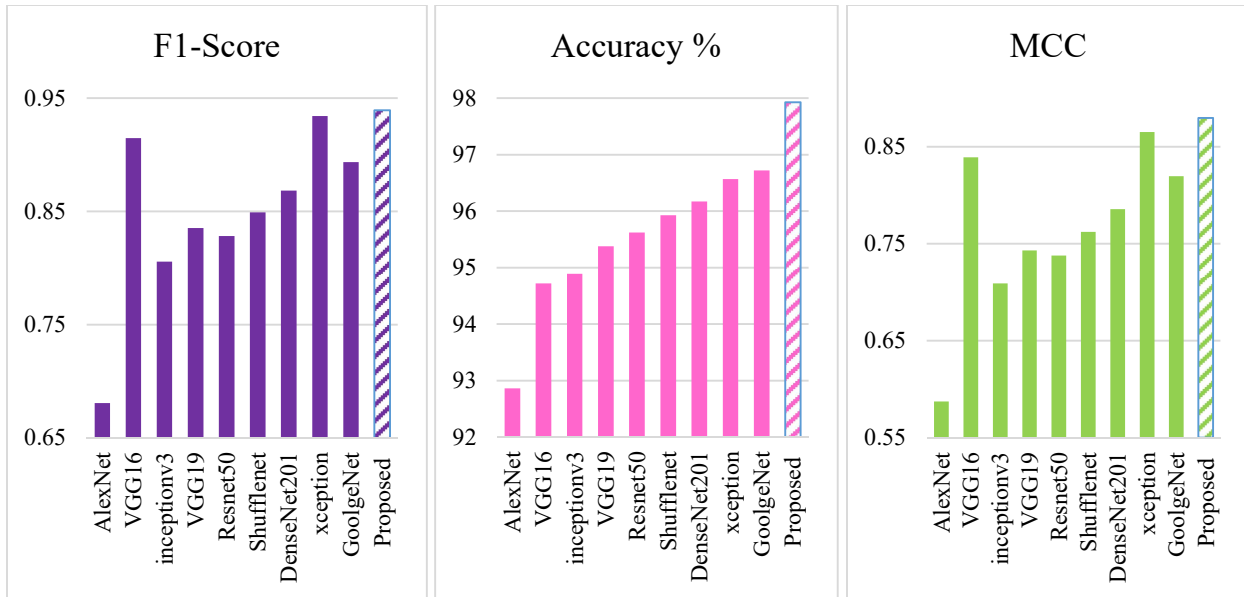 F1-Score
0.95
0.85
0.75
0.65
AlexNet
VGG16
inceptionv3
VGG19
Resnet50
Shufflenet
DenseNet201
xception
GoolgeNet
Proposed
Accuracy %
98
97
96
95
94
93
92
AlexNet
VGG16
inceptionv3
VGG19
Resnet50
Shufflenet
DenseNet201
xception
GoolgeNet
Proposed
MCC
0.85
0.75
0.65
0.55
AlexNet
VGG16
inceptionv3
VGG19
Resnet50
Shufflenet
DenseNet201
xception
GoolgeNet
Proposed